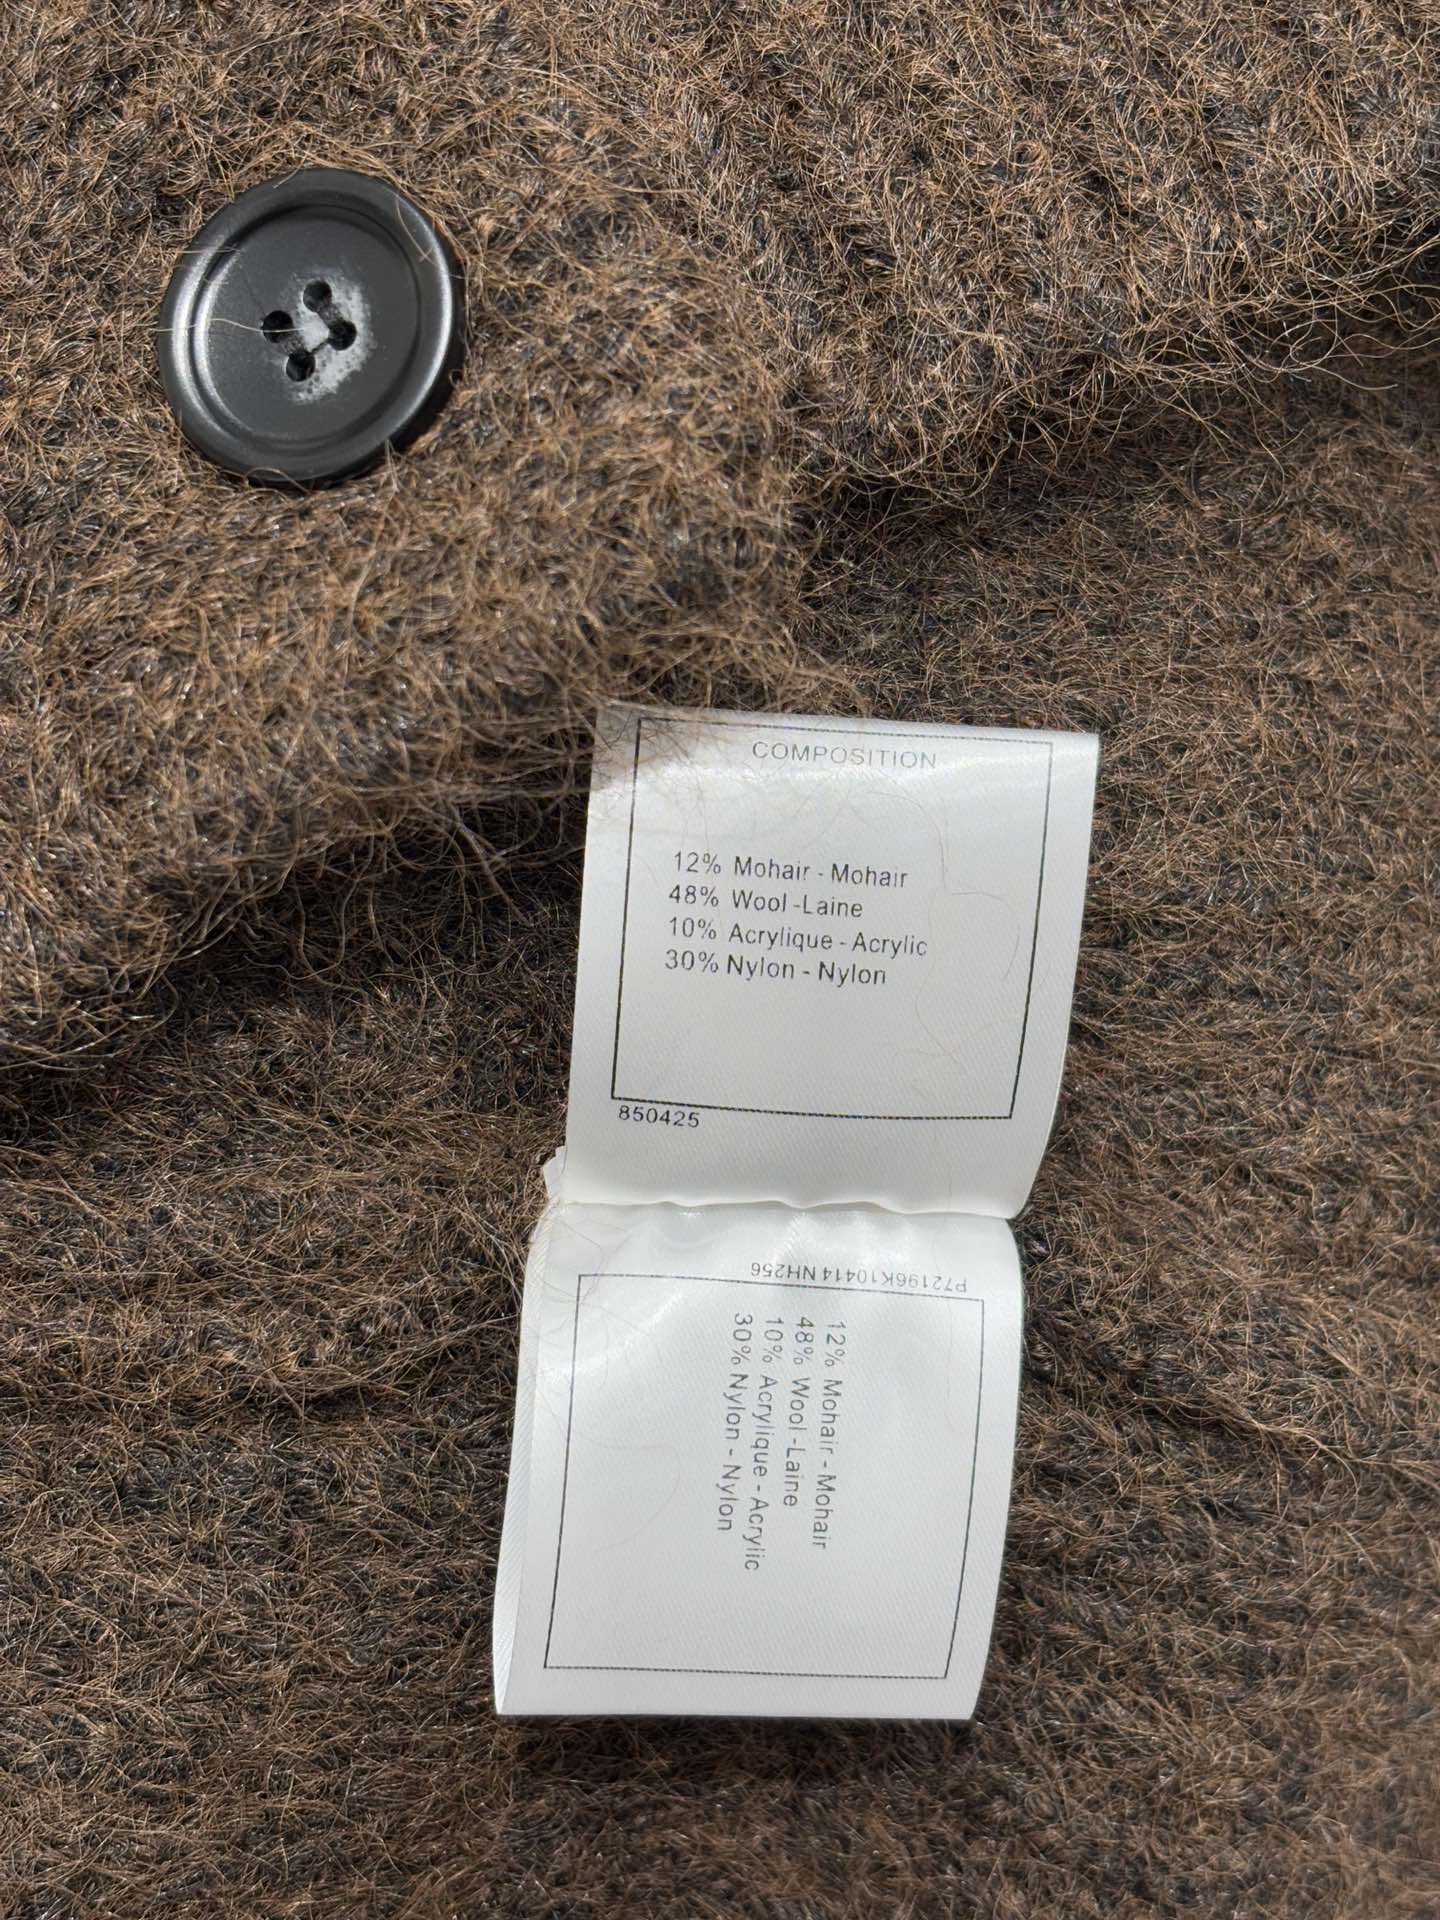 COMPOSITION
12% Mohair - Mohair
48% Wool -Laine
10% Acrylique - Acrylic
30% Nylon - Nylon
850425
P72196K10414 NH256
12% Mohair - Mohair
48% Wool -Laine
10% Acrylique - Acrylic
30% Nylon - Nylon